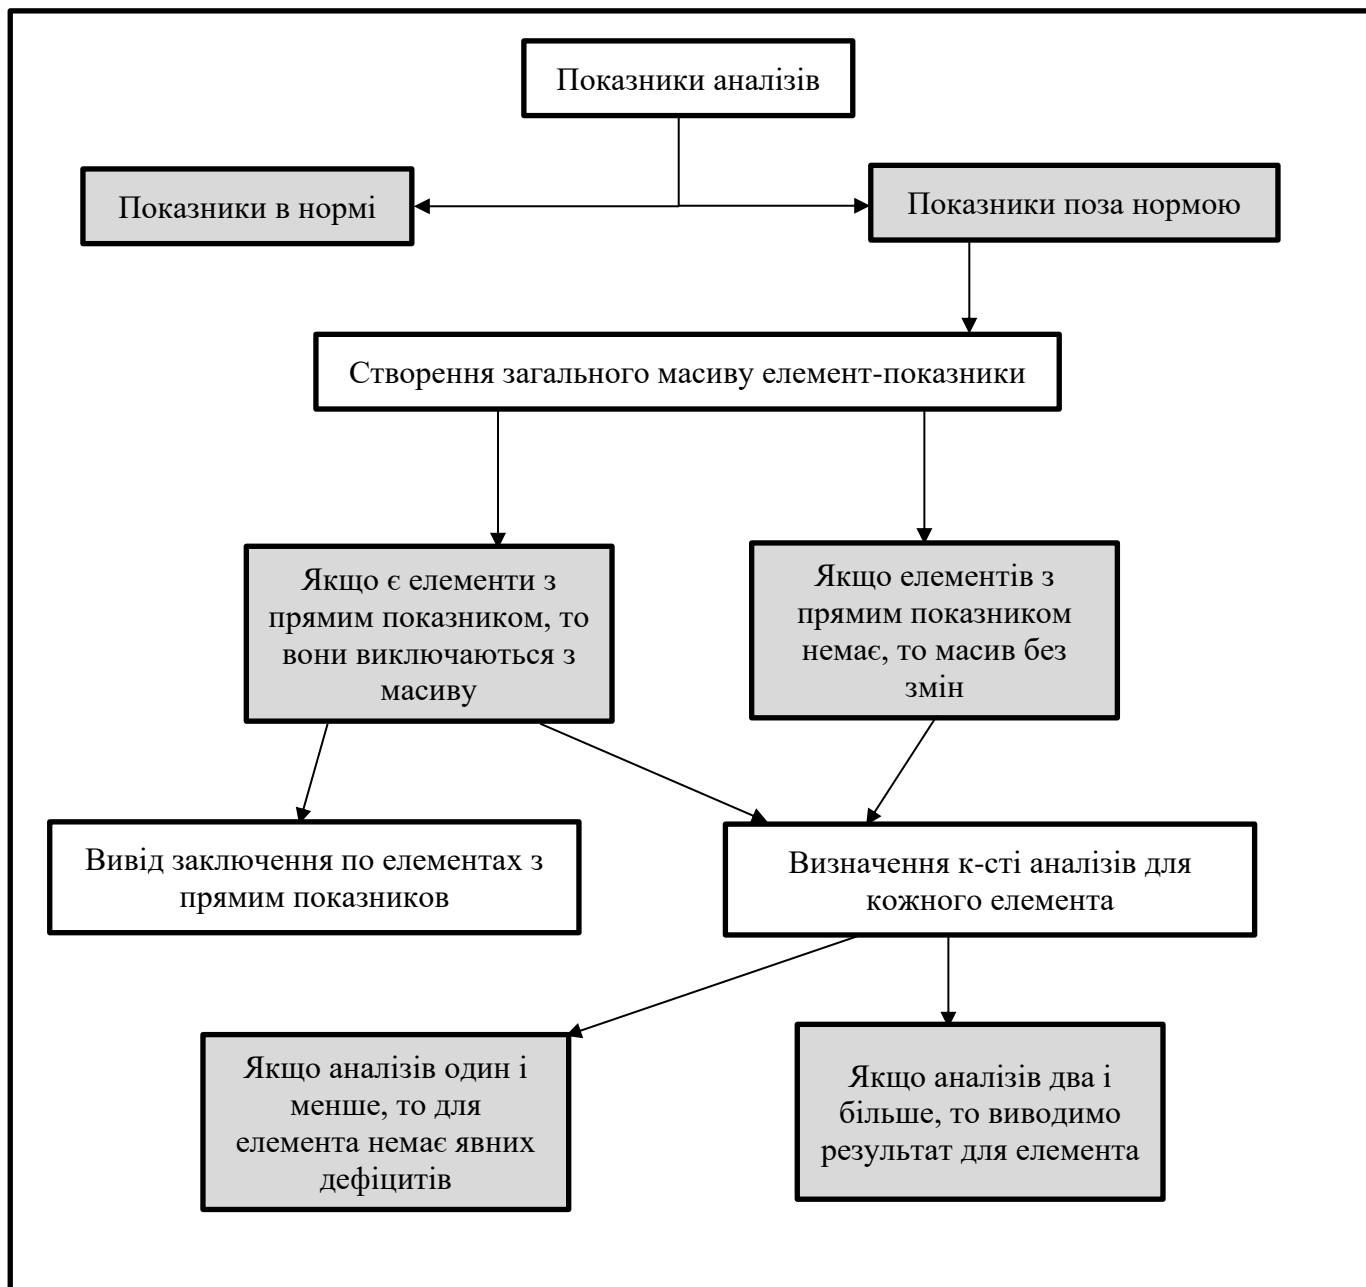 Показники аналізів
Показники в нормі
Показники поза нормою
Створення загального масиву елемент-показники
Якщо є елементи з
прямим показником, то
вони виключаються з
масиву
Якщо елементів з
прямим показником
немає, то масив без
змін
Вивід заключення по елементах з
прямим показників
Визначення к-сті аналізів для
кожного елемента
Якщо аналізів один і
менше, то для
елемента немає явних
дефіцитів
Якщо аналізів два і
більше, то виводимо
результат для елемента